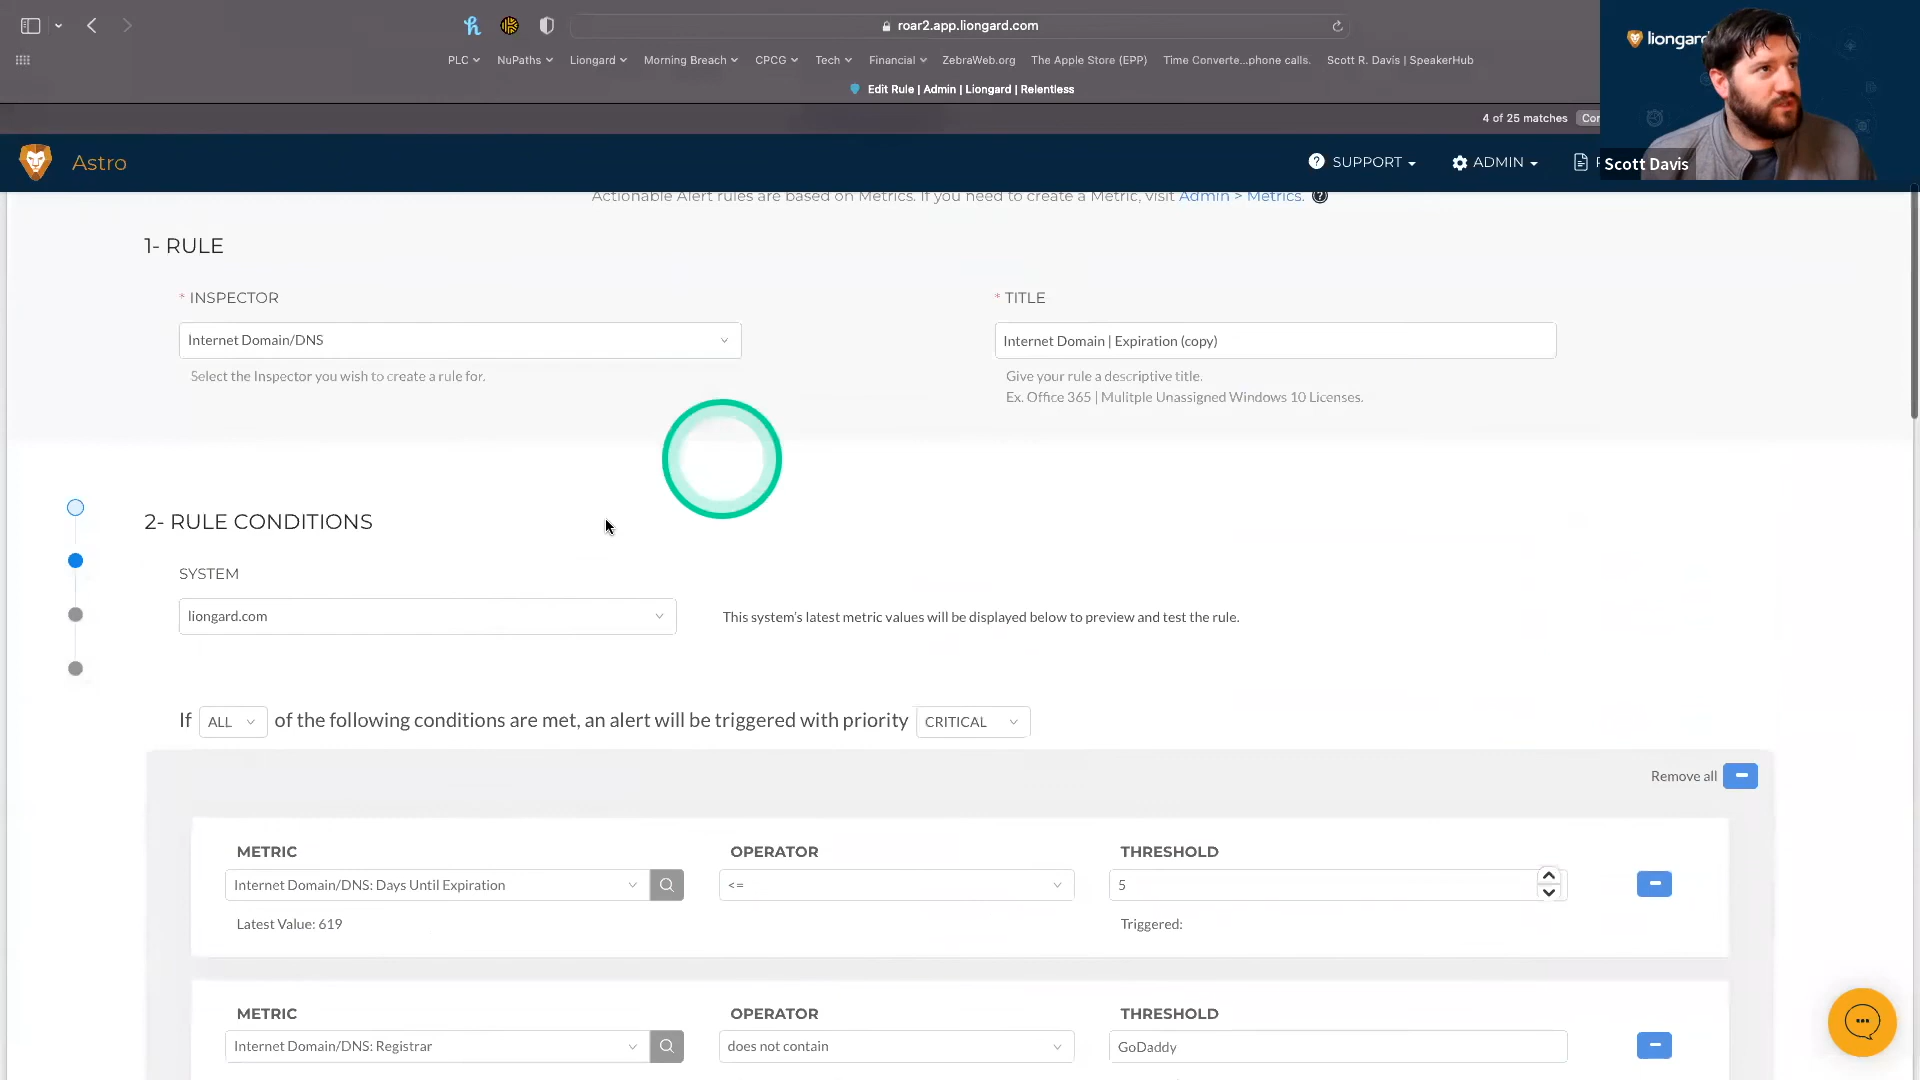 roar2.app.liongard.com
PLC NuPaths Liongard Morning Breach CPCG Tech Financial ZebraWeb.org The Apple Store (EPP) Time Converte...phone calls. Scott R. Davis | SpeakerHub
Edit Rule | Admin | Liongard | Relentless
4 of 25 matches
liongard
Astro
SUPPORT ADMIN
Scott Davis
Actionable Alert rules are based on Metrics. If you need to create a Metric, visit Admin > Metrics.
1- RULE
* INSPECTOR
* TITLE
Internet Domain/DNS
Internet Domain | Expiration (copy)
Select the Inspector you wish to create a rule for.
Give your rule a descriptive title.
Ex. Office 365 | Mulitple Unassigned Windows 10 Licenses.
2- RULE CONDITIONS
SYSTEM
liongard.com
This system's latest metric values will be displayed below to preview and test the rule.
If ALL of the following conditions are met, an alert will be triggered with priority CRITICAL
Remove all
METRIC OPERATOR THRESHOLD
Internet Domain/DNS: Days Until Expiration <= 5
Latest Value: 619 Triggered:
METRIC OPERATOR THRESHOLD
Internet Domain/DNS: Registrar does not contain GoDaddy